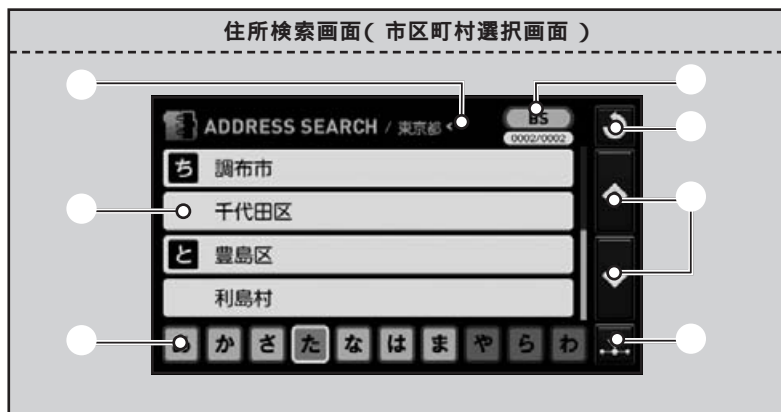 住所検索画面( 市区町村選択画面 )
ADDRESS SEARCH / 東京都 <
BS
0002/0002
ち 調布市
千代田区
と 豊島区
利島村
あ か さ た な は ま や ら わ